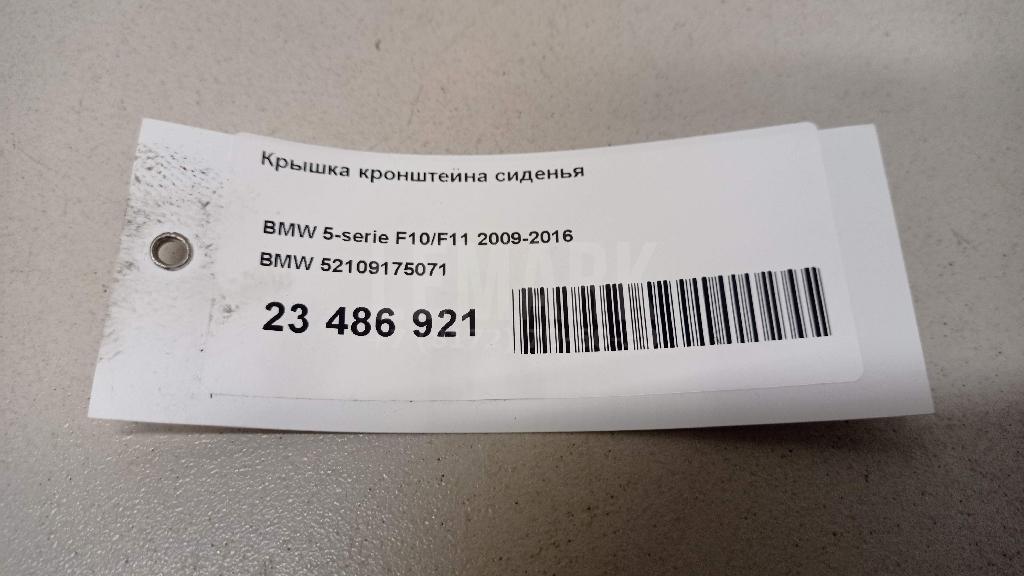 Крышка кронштейна сиденья
BMW 5-serie F10/F11 2009-2016
BMW 52109175071
23 486 921